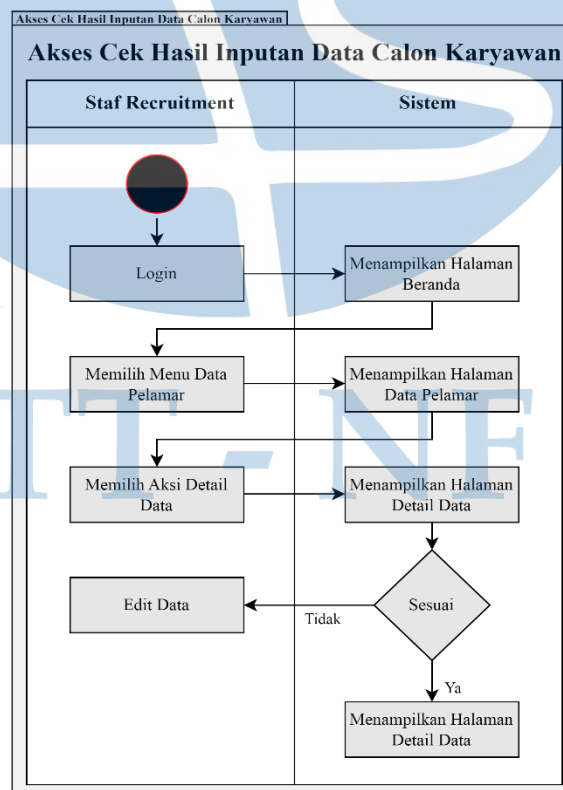 Akses Cek Hasil Inputan Data Calon Karyawan
Akses Cek Hasil Inputan Data Calon Karyawan
Staf Recruitment
Sistem
Login
Menampilkan Halaman
Beranda
Memilih Menu Data
Pelamar
Menampilkan Halaman
Data Pelamar
TT - NF
Memilih Aksi Detail
Data
Menampilkan Halaman
Detail Data
Edit Data
Tidak
Sesuai
Ya
Menampilkan Halaman
Detail Data